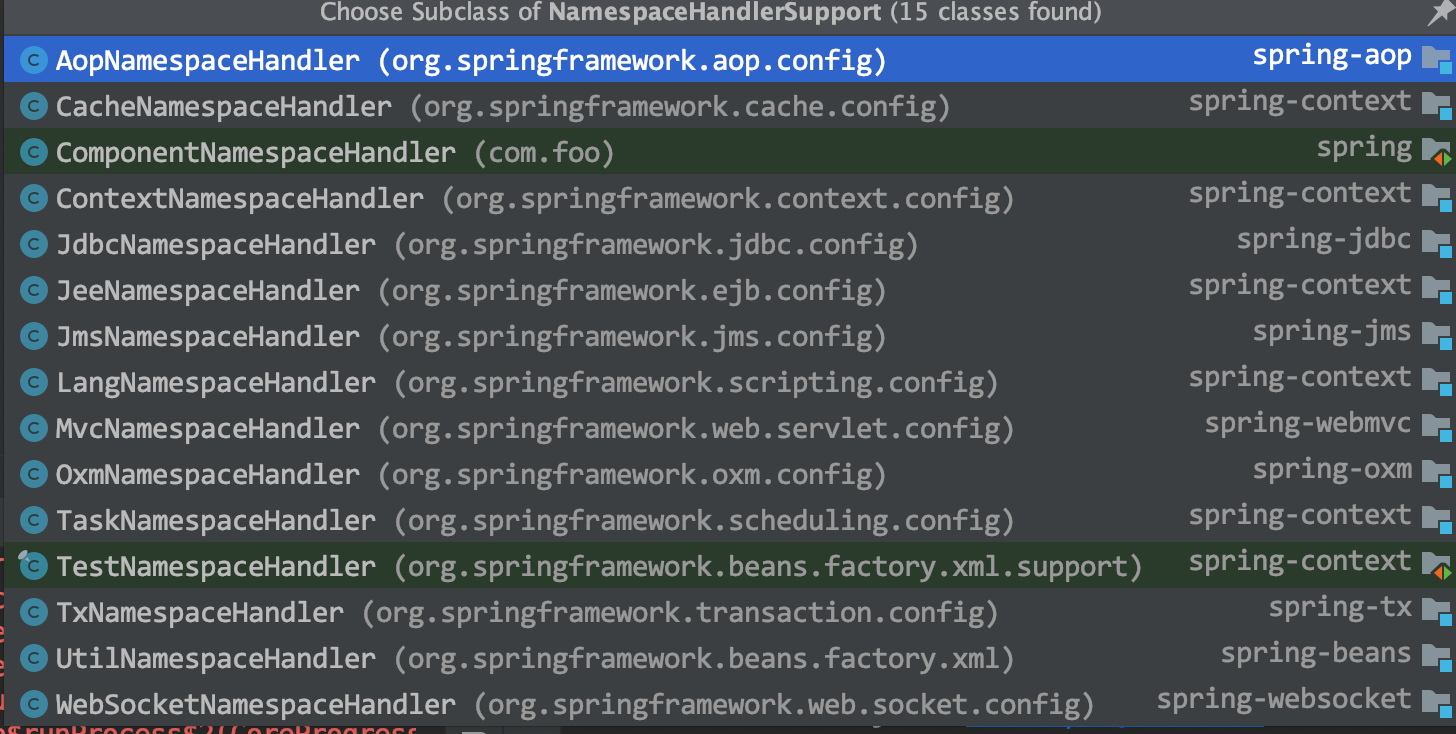 Choose Subclass of NamespaceHandlerSupport (15 classes found)
AopNamespaceHandler (org.springframework.aop.config) spring-aop
CacheNamespaceHandler (org.springframework.cache.config) spring-context
ComponentNamespaceHandler (com.foo) spring
ContextNamespaceHandler (org.springframework.context.config) spring-context
JdbcNamespaceHandler (org.springframework.jdbc.config) spring-jdbc
JeeNamespaceHandler (org.springframework.ejb.config) spring-context
JmsNamespaceHandler (org.springframework.jms.config) spring-jms
LangNamespaceHandler (org.springframework.scripting.config) spring-context
MvcNamespaceHandler (org.springframework.web.servlet.config) spring-webmvc
OxmNamespaceHandler (org.springframework.oxm.config) spring-oxm
TaskNamespaceHandler (org.springframework.scheduling.config) spring-context
TestNamespaceHandler (org.springframework.beans.factory.xml.support) spring-context
TxNamespaceHandler (org.springframework.transaction.config) spring-tx
UtilNamespaceHandler (org.springframework.beans.factory.xml) spring-beans
WebSocketNamespaceHandler (org.springframework.web.socket.config) spring-websocket